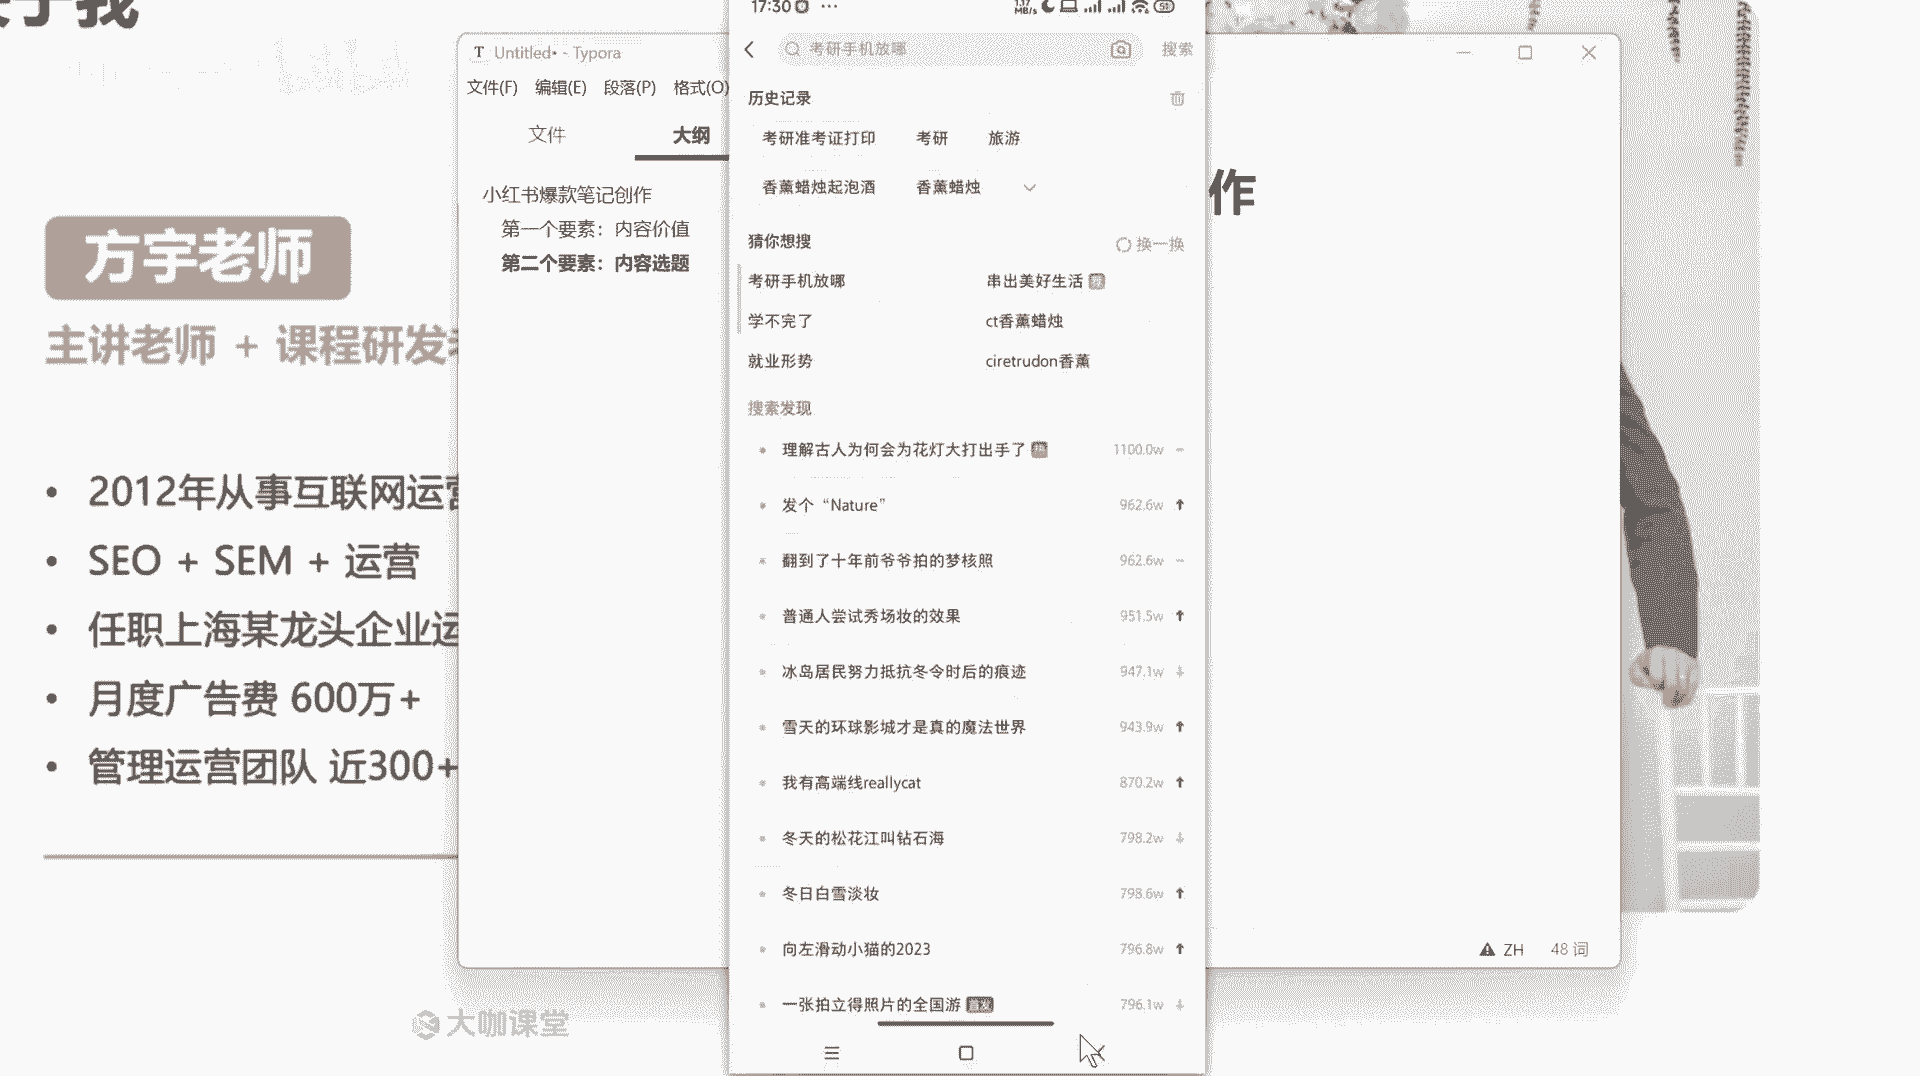 方宇老师
主讲老师 + 课程研发
2012年从事互联网运营
SEO + SEM + 运营
任职上海某龙头企业运
月度广告费 600万+
管理运营团队 近300+
大咖课堂
Untitled• - Typora
文件(F) 编辑(E) 段落(P) 格式(O)
文件 大纲
小红书爆款笔记创作
第一个要素：内容价值
第二个要素：内容选题
作
ZH 48 词
17:30 ···
考研手机放哪 搜索
历史记录
考研准考证打印 考研 旅游
香薰蜡烛起泡酒 香薰蜡烛
猜你想搜 换一换
考研手机放哪 串出美好生活
学不完了 ct香薰蜡烛
就业形势 ciretrudon香薰
搜索发现
理解古人为何会为花灯大打出手了 热 1100.0w
发个“Nature” 962.6w
翻到了十年前爷爷拍的梦核照 962.6w
普通人尝试秀场妆的效果 951.5w
冰岛居民努力抵抗冬令时后的痕迹 947.1w
雪天的环球影城才是真的魔法世界 943.9w
我有高端线reallycat 870.2w
冬天的松花江叫钻石海 798.2w
冬日白雪淡妆 798.6w
向左滑动小猫的2023 796.8w
一张拍立得照片的全国游 首发 796.1w